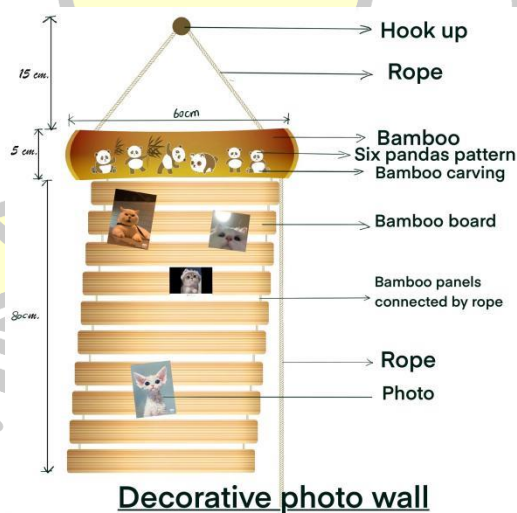 Hook up
15 cm.
Rope
60cm
Bamboo
5 cm.
Six pandas pattern
Bamboo carving
Bamboo board
Bamboo panels
connected by rope
80cm.
Rope
Photo
Decorative photo wall